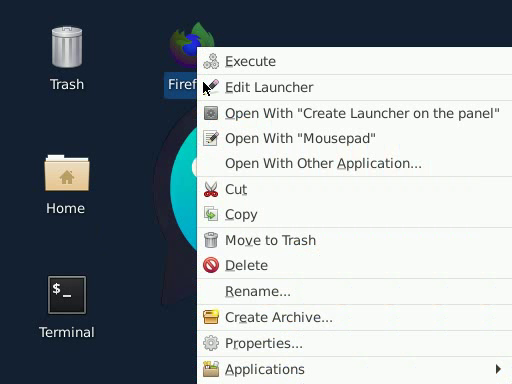 Trash
Firef
Home
$_
Terminal
Execute
Edit Launcher
Open With "Create Launcher on the panel"
Open With "Mousepad"
Open With Other Application...
Cut
Copy
Move to Trash
Delete
Rename...
Create Archive...
Properties...
Applications